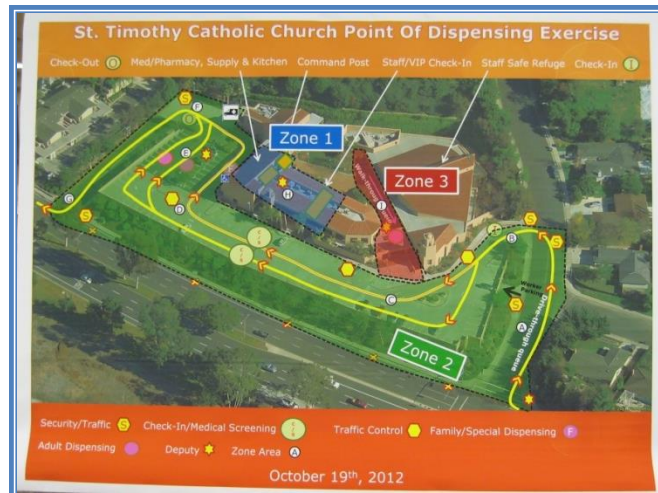 St. Timothy Catholic Church Point Of Dispensing Exercise
Check-Out O Med/Pharmacy, Supply & Kitchen Command Post Staff/VIP Check-In Staff Safe Refuge Check-In I
S
F
Zone 1
E
Zone 3
H
I
G
S
D
S
B
S
Worker Parking
S
C
A
Drive-through queue
Zone 2
Security/Traffic S Check-In/Medical Screening Traffic Control Family/Special Dispensing F
Adult Dispensing Deputy Zone Area A
October 19th, 2012